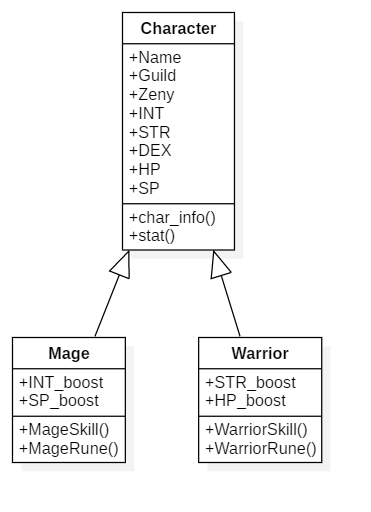 Character
+Name
+Guild
+Zeny
+INT
+STR
+DEX
+HP
+SP
+char_info()
+stat()
Mage
+INT_boost
+SP_boost
+MageSkill()
+MageRune()
Warrior
+STR_boost
+HP_boost
+WarriorSkill()
+WarriorRune()